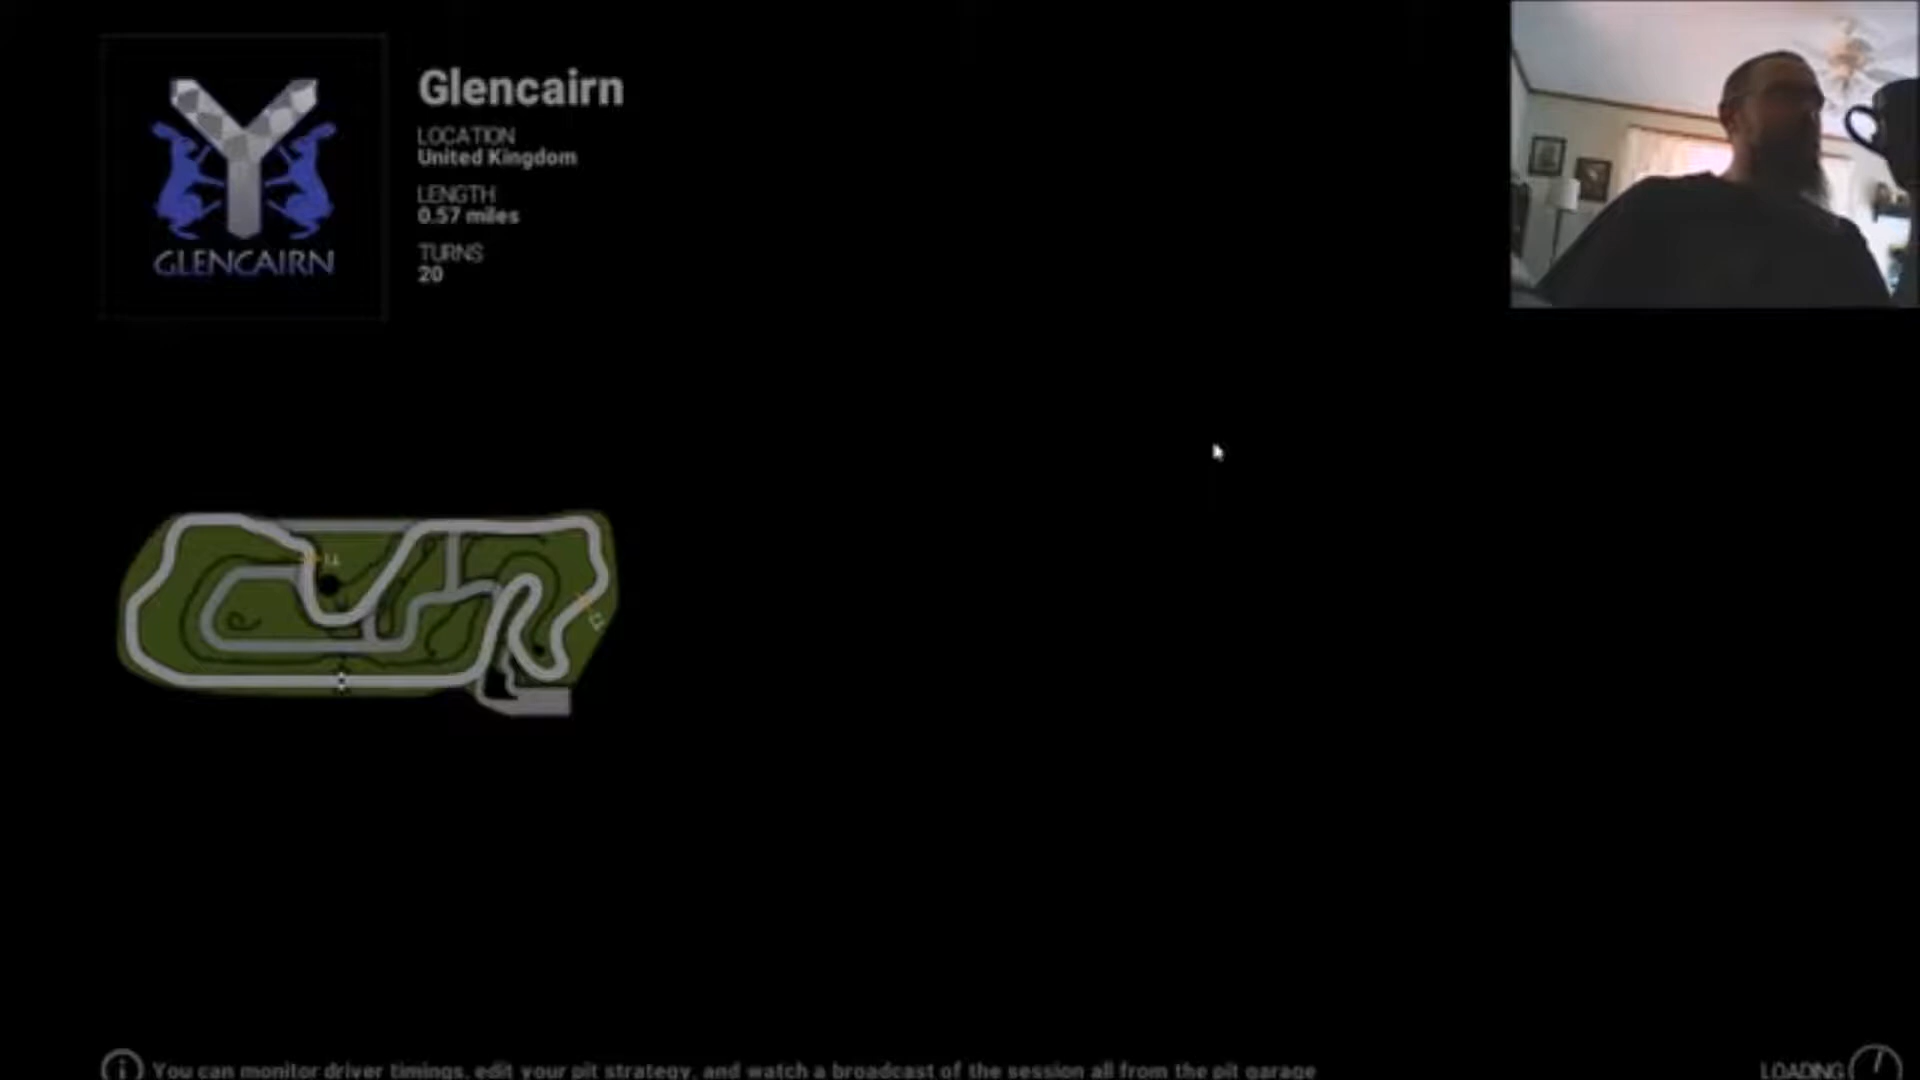 Glencairn
LOCATION
United Kingdom
LENGTH
0.57 miles
TURNS
20
GLENCAIRN
You can monitor driver timings, edit your pit strategy, and watch a broadcast of the session all from the pit garage
LOADING